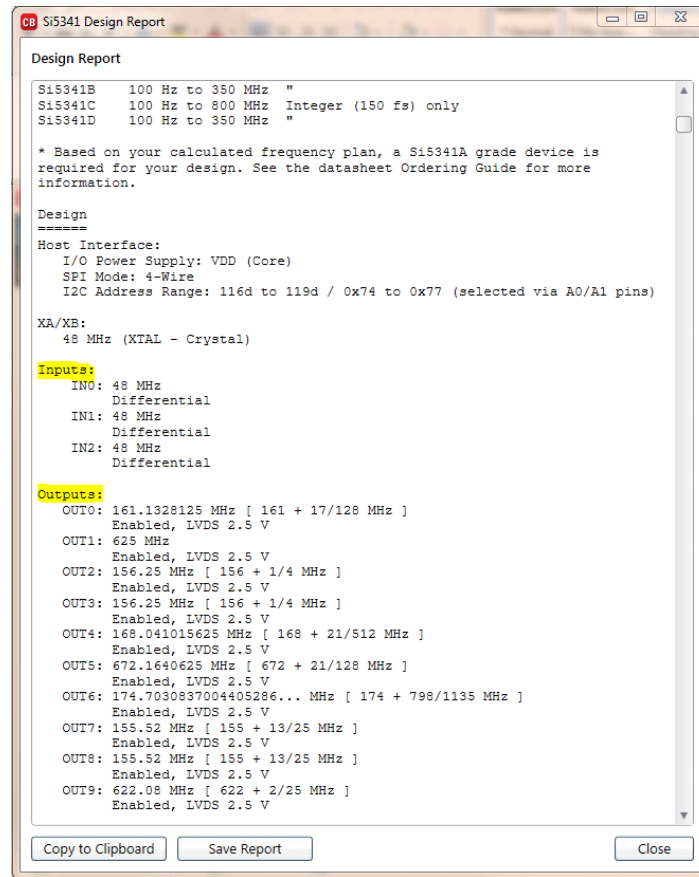 CB Si5341 Design Report
Design Report
Si5341B 100 Hz to 350 MHz "
Si5341C 100 Hz to 800 MHz Integer (150 fs) only
Si5341D 100 Hz to 350 MHz "
* Based on your calculated frequency plan, a Si5341A grade device is
required for your design. See the datasheet Ordering Guide for more
information.
Design
======
Host Interface:
I/O Power Supply: VDD (Core)
SPI Mode: 4-Wire
I2C Address Range: 116d to 119d / 0x74 to 0x77 (selected via A0/A1 pins)
XA/XB:
48 MHz (XTAL - Crystal)
Inputs:
IN0: 48 MHz
Differential
IN1: 48 MHz
Differential
IN2: 48 MHz
Differential
Outputs:
OUT0: 161.1328125 MHz [ 161 + 17/128 MHz ]
Enabled, LVDS 2.5 V
OUT1: 625 MHz
Enabled, LVDS 2.5 V
OUT2: 156.25 MHz [ 156 + 1/4 MHz ]
Enabled, LVDS 2.5 V
OUT3: 156.25 MHz [ 156 + 1/4 MHz ]
Enabled, LVDS 2.5 V
OUT4: 168.041015625 MHz [ 168 + 21/512 MHz ]
Enabled, LVDS 2.5 V
OUT5: 672.1640625 MHz [ 672 + 21/128 MHz ]
Enabled, LVDS 2.5 V
OUT6: 174.7030837004405286... MHz [ 174 + 798/1135 MHz ]
Enabled, LVDS 2.5 V
OUT7: 155.52 MHz [ 155 + 13/25 MHz ]
Enabled, LVDS 2.5 V
OUT8: 155.52 MHz [ 155 + 13/25 MHz ]
Enabled, LVDS 2.5 V
OUT9: 622.08 MHz [ 622 + 2/25 MHz ]
Enabled, LVDS 2.5 V
Copy to Clipboard
Save Report
Close